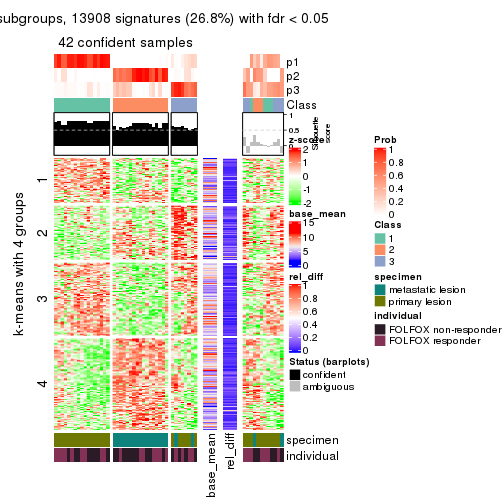 subgroups, 13908 signatures (26.8%) with fdr < 0.05
42 confident samples
p1
p2
p3
Class
1
0.5
0
Silhouette
score
k-means with 4 groups
1
2
3
4
z-score
2
1
0
-1
-2
base_mean
15
10
5
0
rel_diff
1
0.8
0.6
0.4
0.2
0
Status (barplots)
confident
ambiguous
Prob
1
0.8
0.6
0.4
0.2
0
Class
1
2
3
specimen
metastatic lesion
primary lesion
individual
FOLFOX non-responder
FOLFOX responder
specimen
individual
base_mean
rel_diff